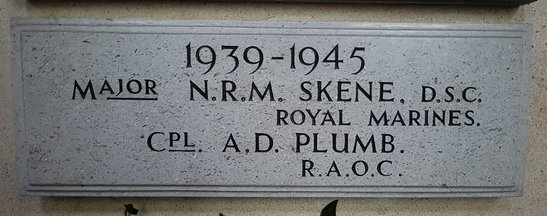 1939-1945
MAJOR N.R.M. SKENE, D.S.C.
ROYAL MARINES.
CPL. A.D. PLUMB.
R.A.O.C.